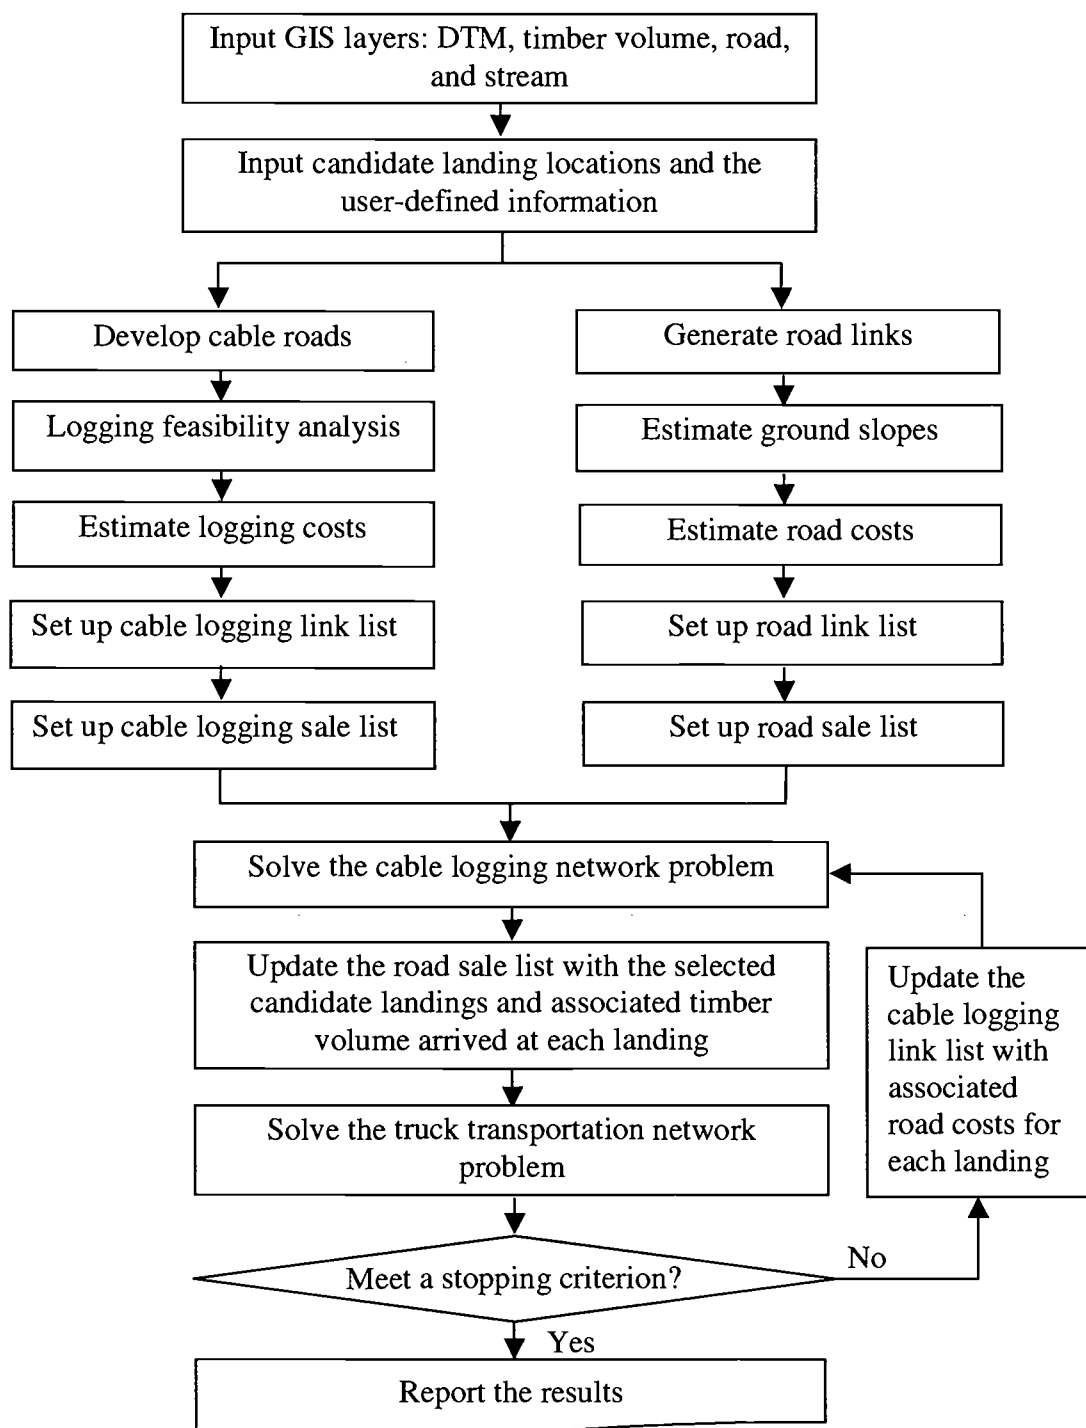 Input GIS layers: DTM, timber volume, road,
and stream
Input candidate landing locations and the
user-defined information
Develop cable roads
Logging feasibility analysis
Estimate logging costs
Set up cable logging link list
Set up cable logging sale list
Generate road links
Estimate ground slopes
Estimate road costs
Set up road link list
Set up road sale list
Solve the cable logging network problem
Update the road sale list with the selected
candidate landings and associated timber
volume arrived at each landing
Solve the truck transportation network
problem
Meet a stopping criterion?
No
Update the
cable logging
link list with
associated
road costs for
each landing
Yes
Report the results